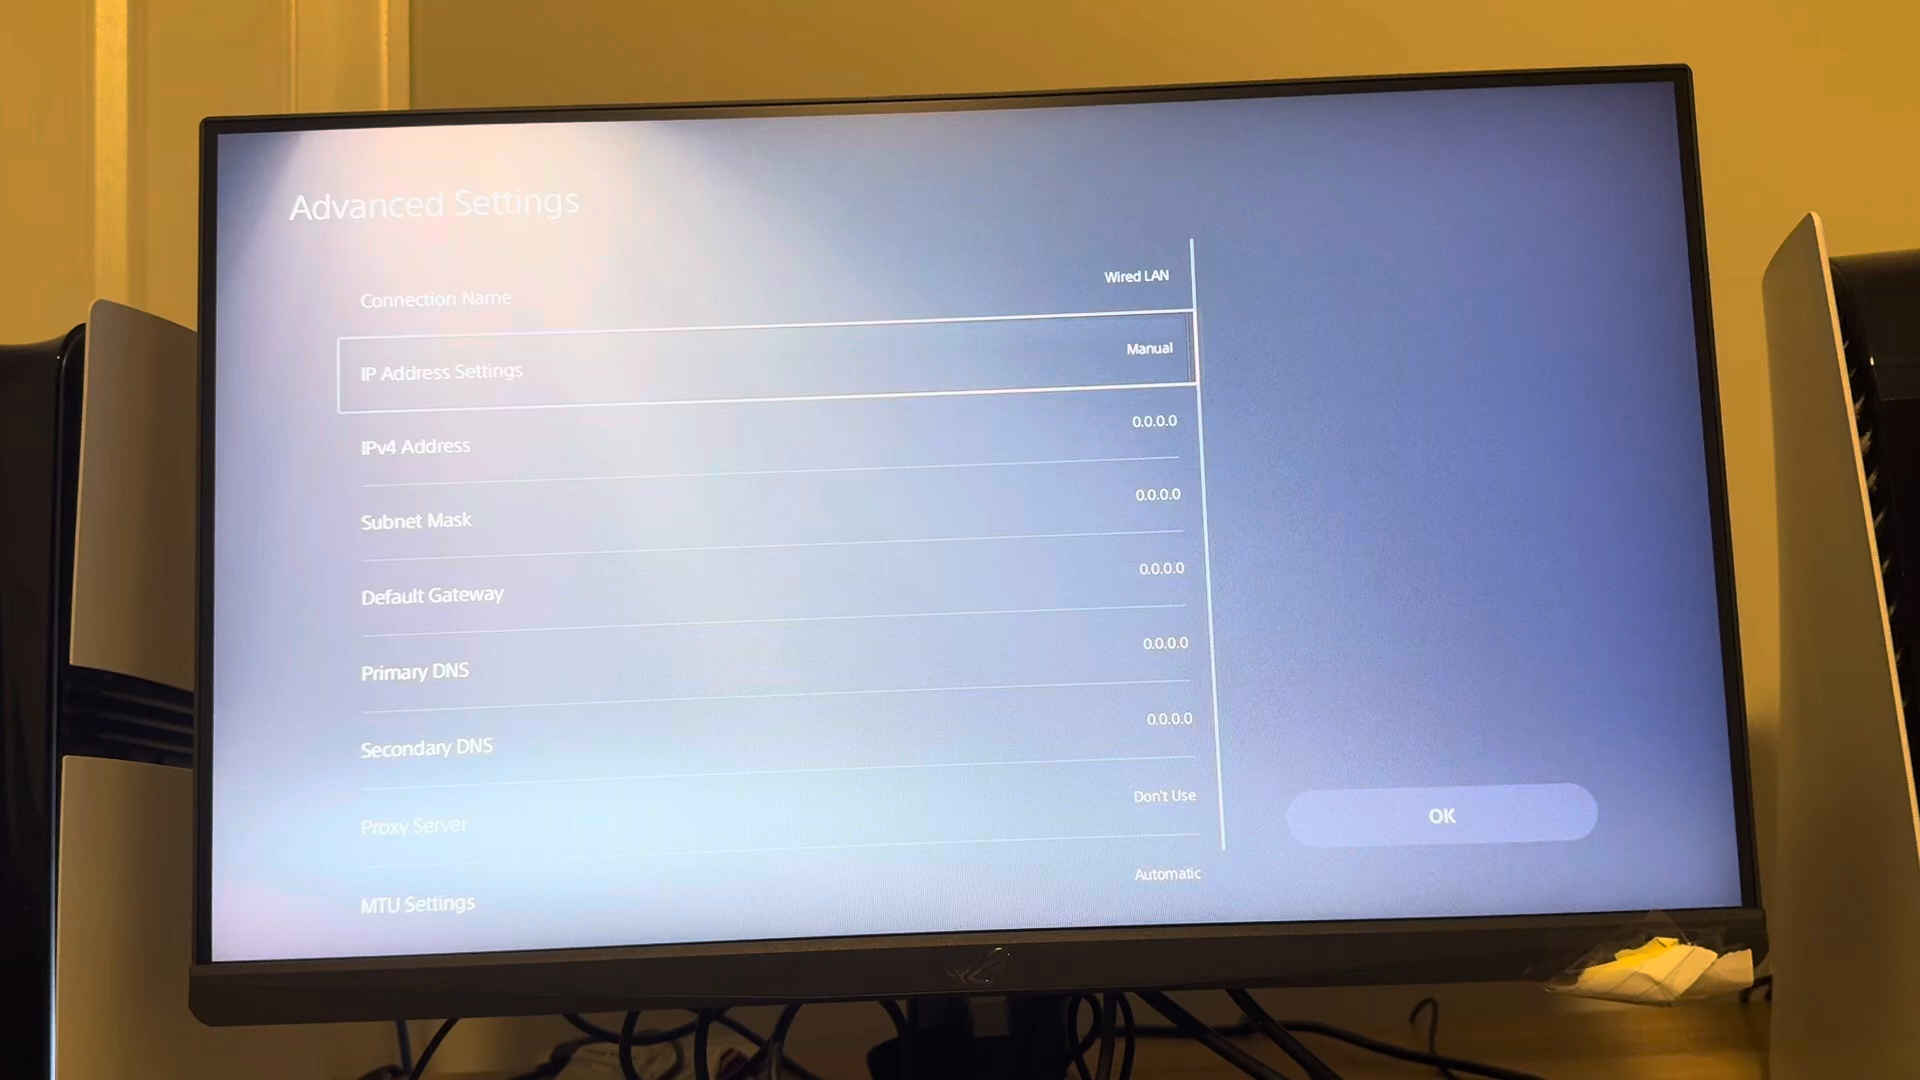 Advanced Settings
Connection Name Wired LAN
IP Address Settings Manual
IPv4 Address 0.0.0.0
Subnet Mask 0.0.0.0
Default Gateway 0.0.0.0
Primary DNS 0.0.0.0
Secondary DNS 0.0.0.0
Proxy Server Don't Use
MTU Settings Automatic
OK